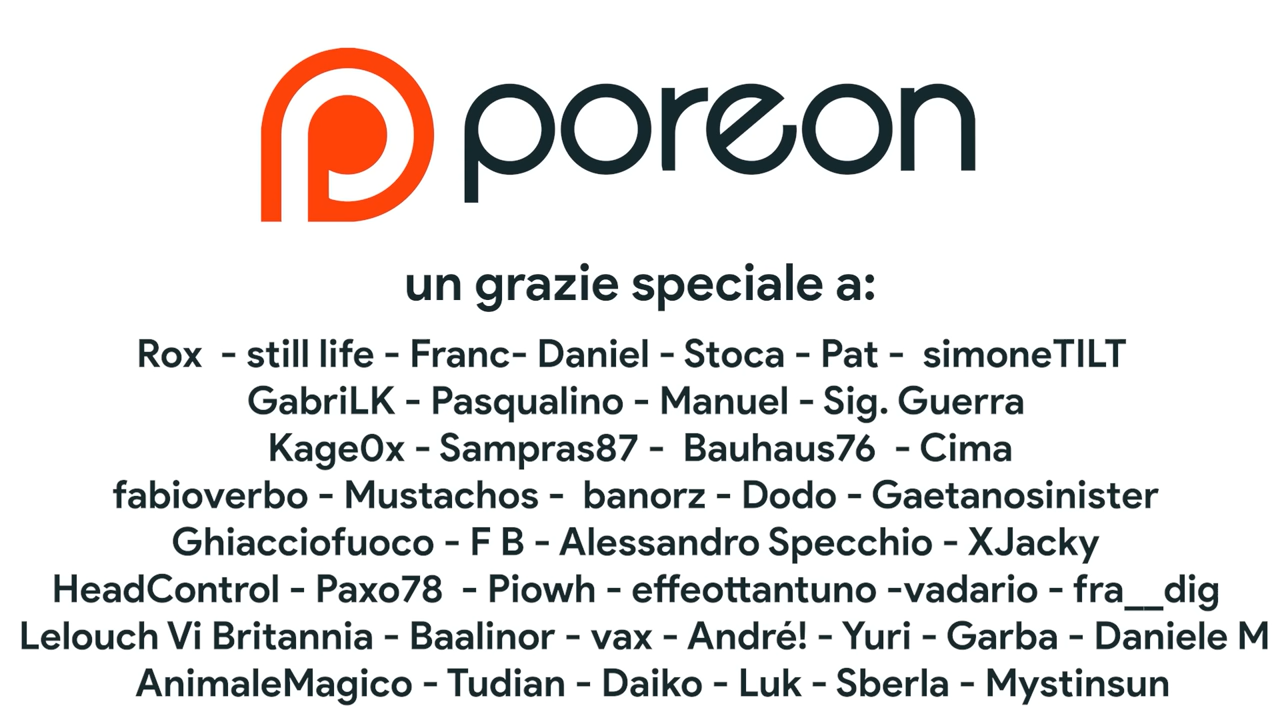 poreon
un grazie speciale a:
Rox - still life - Franc- Daniel - Stoca - Pat - simoneTILT
GabriLK - Pasqualino - Manuel - Sig. Guerra
Kage0x - Sampras87 - Bauhaus76 - Cima
fabioverbo - Mustachos - banorz - Dodo - Gaetanosinister
Ghiacciofuoco - F B - Alessandro Specchio - XJacky
HeadControl - Paxo78 - Piowh - effeottantuno -vadario - fra__dig
Lelouch Vi Britannia - Baalinor - vax - André! - Yuri - Garba - Daniele M
AnimaleMagico - Tudian - Daiko - Luk - Sberla - Mystinsun